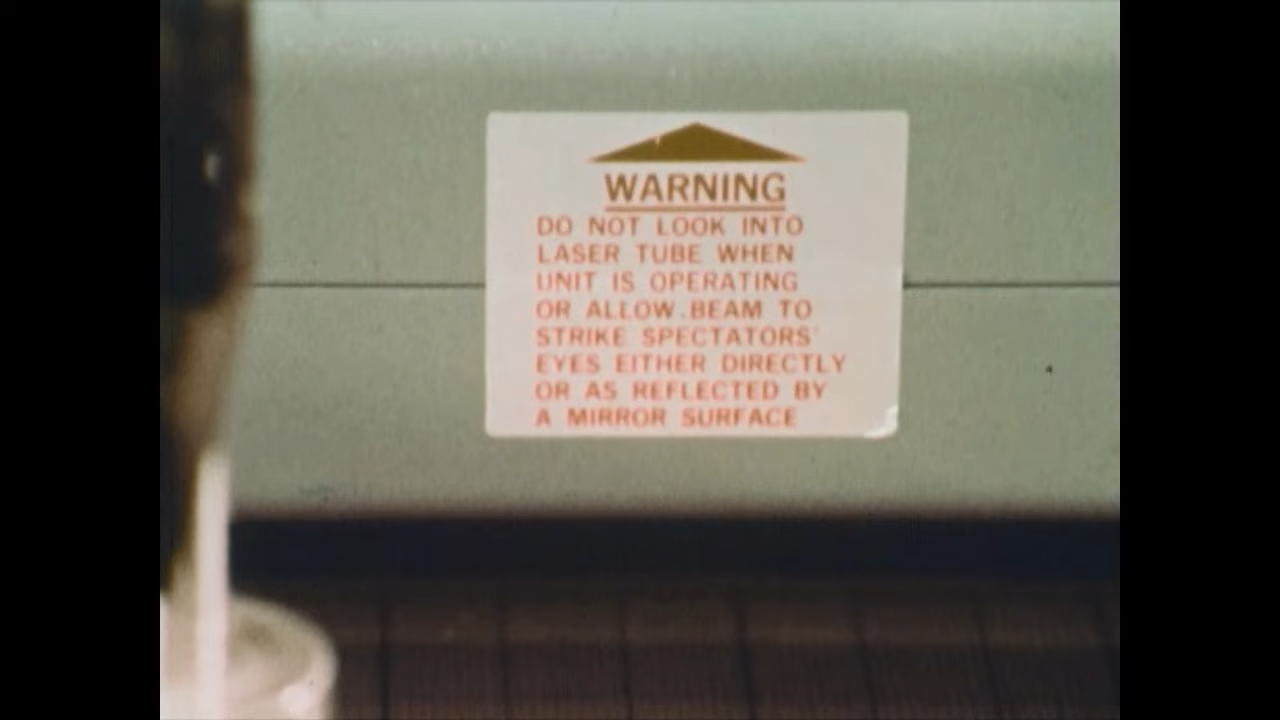 WARNING
DO NOT LOOK INTO
LASER TUBE WHEN
UNIT IS OPERATING
OR ALLOW BEAM TO
STRIKE SPECTATORS'
EYES EITHER DIRECTLY
OR AS REFLECTED BY
A MIRROR SURFACE